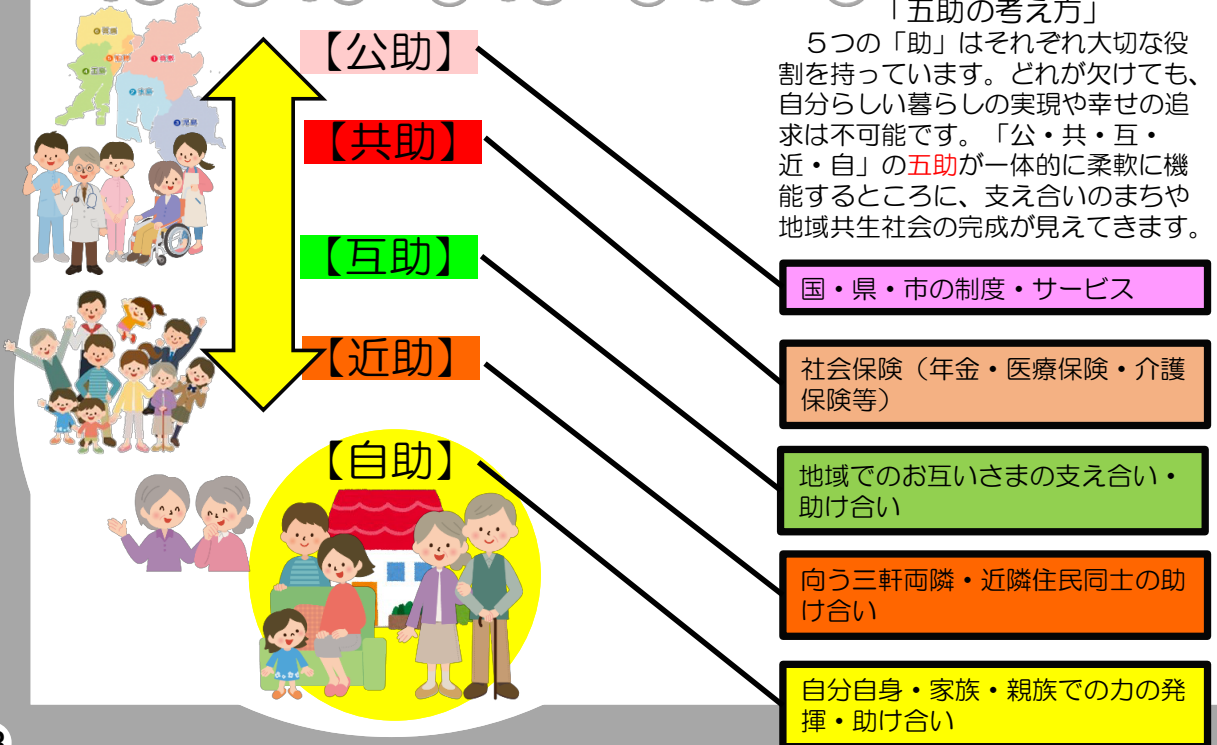 「五助の考え方」
５つの「助」はそれぞれ大切な役
割を持っています。どれが欠けても、
自分らしい暮らしの実現や幸せの追
求は不可能です。「公・共・互・
近・自」の五助が一体的に柔軟に機
能するところに、支え合いのまちや
地域共生社会の完成が見えてきます。
【公助】
【共助】
【互助】
【近助】
【自助】
国・県・市の制度・サービス
社会保険（年金・医療保険・介護
保険等）
地域でのお互いさまの支え合い・
助け合い
向う三軒両隣・近隣住民同士の助
け合い
自分自身・家族・親族での力の発
揮・助け合い